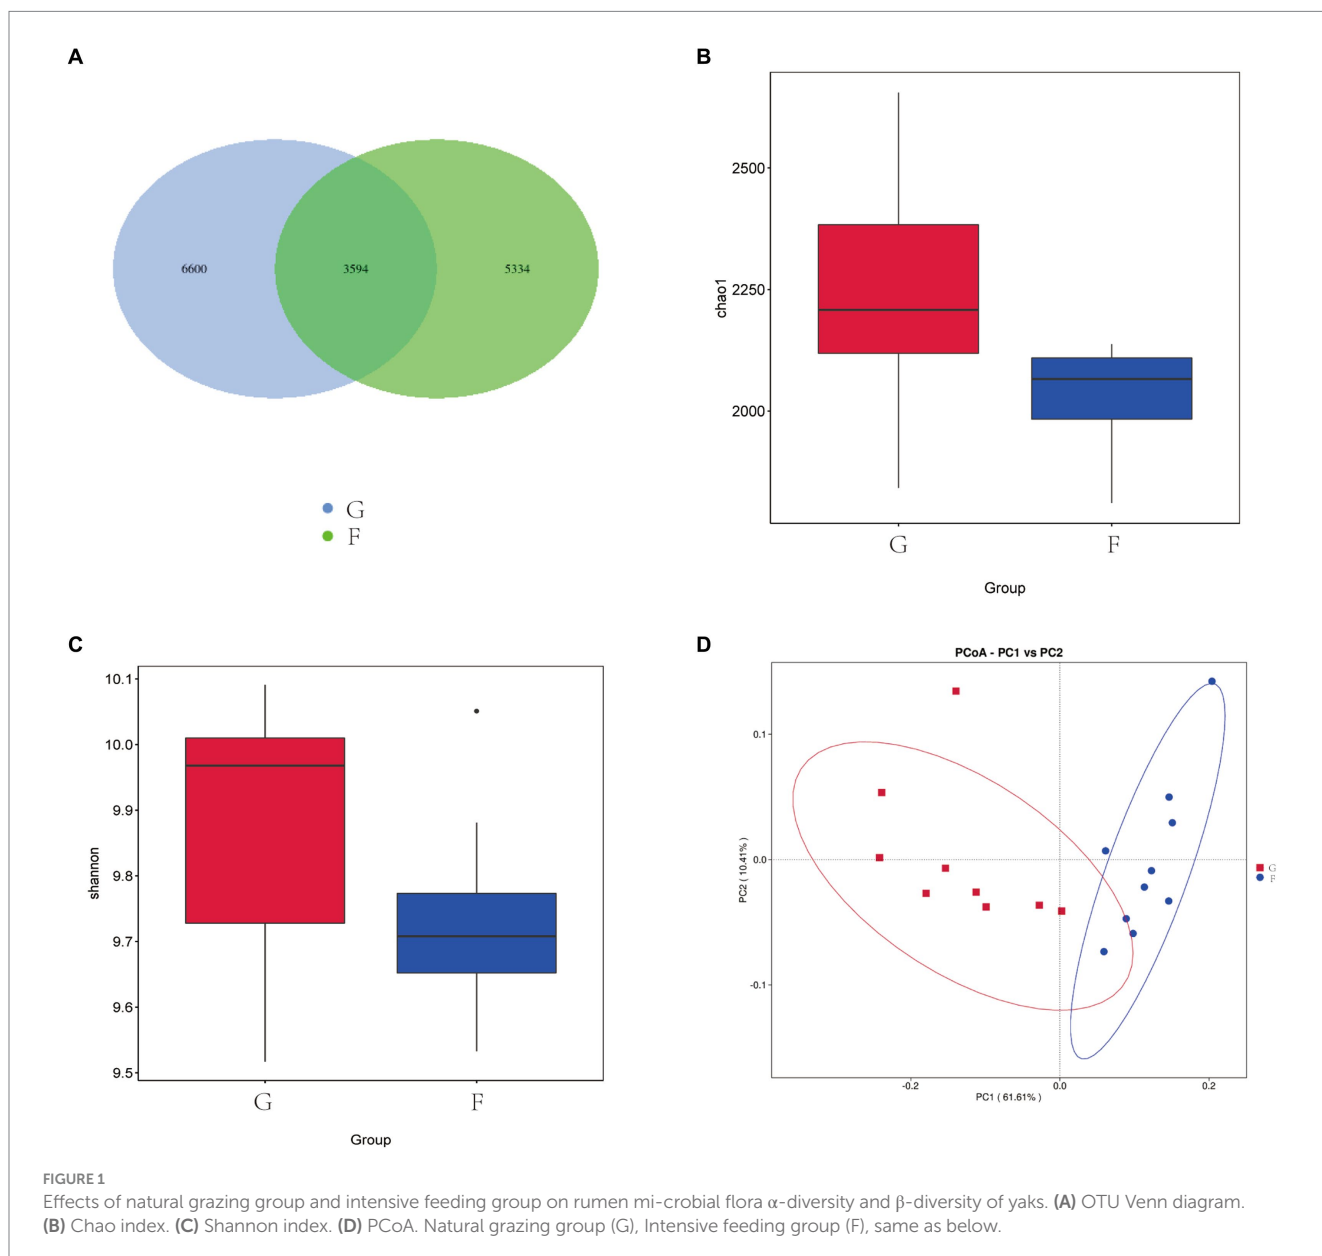 A
6600
3594
5334
G
F
B
2500
2250
2000
chao1
G
F
Group
C
10.1
10.0
9.9
9.8
9.7
9.6
9.5
shannon
G
F
Group
D
PCoA - PC1 vs PC2
0.1
0.0
-0.1
PC2 ( 10.41% )
-0.2
0.0
0.2
PC1 ( 61.61% )
G
F
FIGURE 1
Effects of natural grazing group and intensive feeding group on rumen mi-crobial flora α-diversity and β-diversity of yaks. (A) OTU Venn diagram.
(B) Chao index. (C) Shannon index. (D) PCoA. Natural grazing group (G), Intensive feeding group (F), same as below.